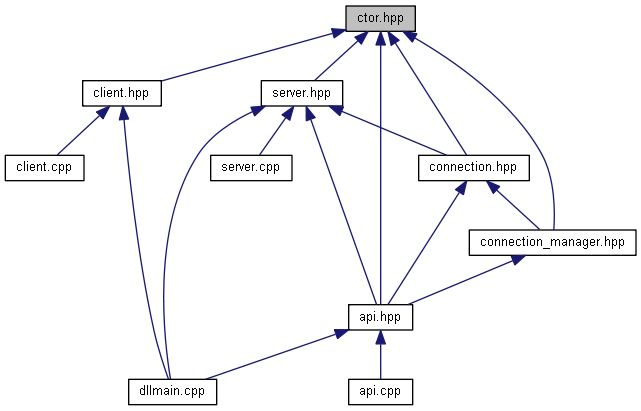 ctor.hpp
client.hpp
server.hpp
client.cpp
server.cpp
connection.hpp
connection_manager.hpp
api.hpp
dllmain.cpp
api.cpp